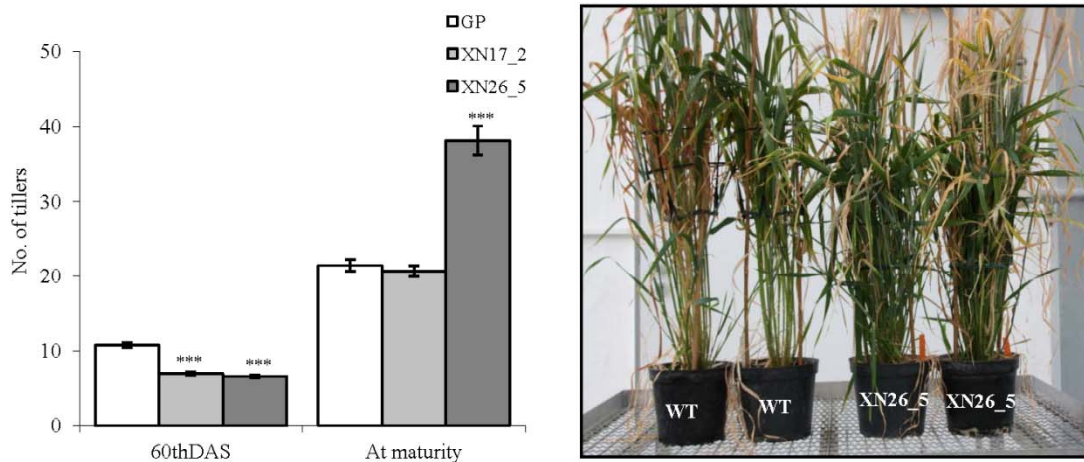 GP
XN17_2
XN26_5
No. of tillers
50
40
30
20
10
0
***
***
***
60thDAS
At maturity
WT
WT
XN26_5
XN26_5